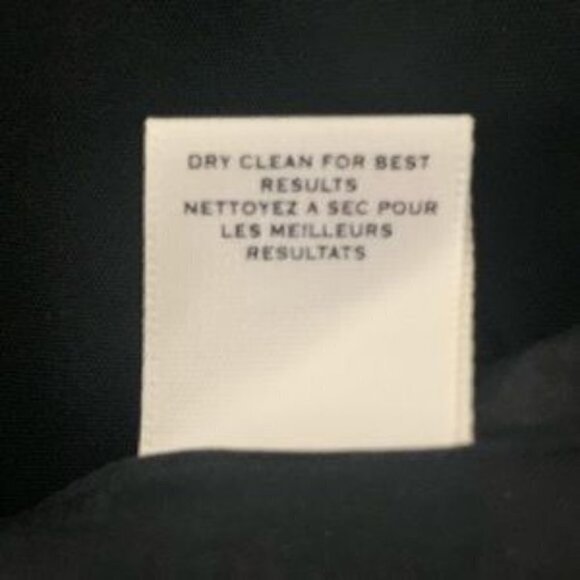 DRY CLEAN FOR BEST
RESULTS
NETTOYEZ A SEC POUR
LES MEILLEURS
RESULTATS